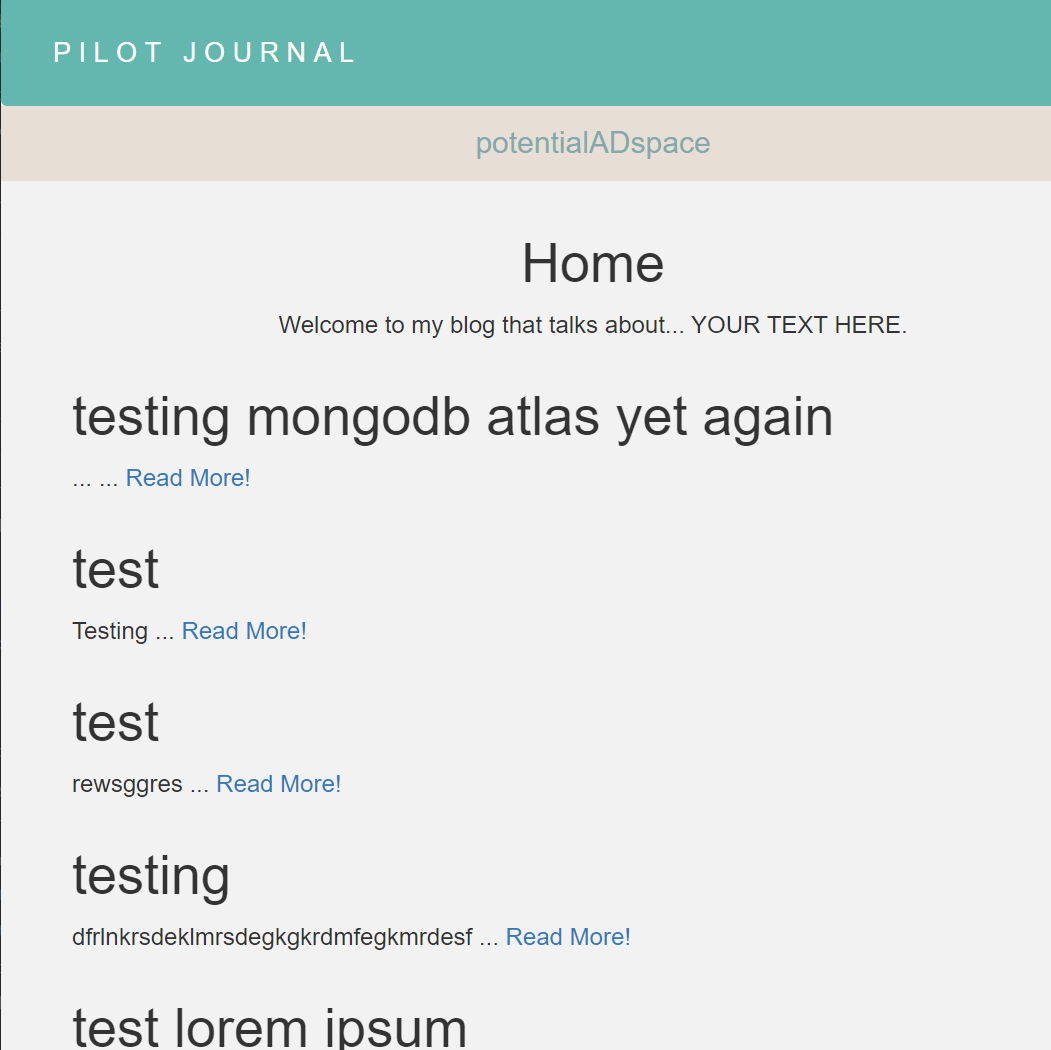 PILOT JOURNAL
potentialADspace
Home
Welcome to my blog that talks about... YOUR TEXT HERE.
testing mongodb atlas yet again
... ... Read More!
test
Testing ... Read More!
test
rewsggres ... Read More!
testing
dfrlnkrsdeklmrsdegkgkrdmfegkmrdesf ... Read More!
test lorem ipsum